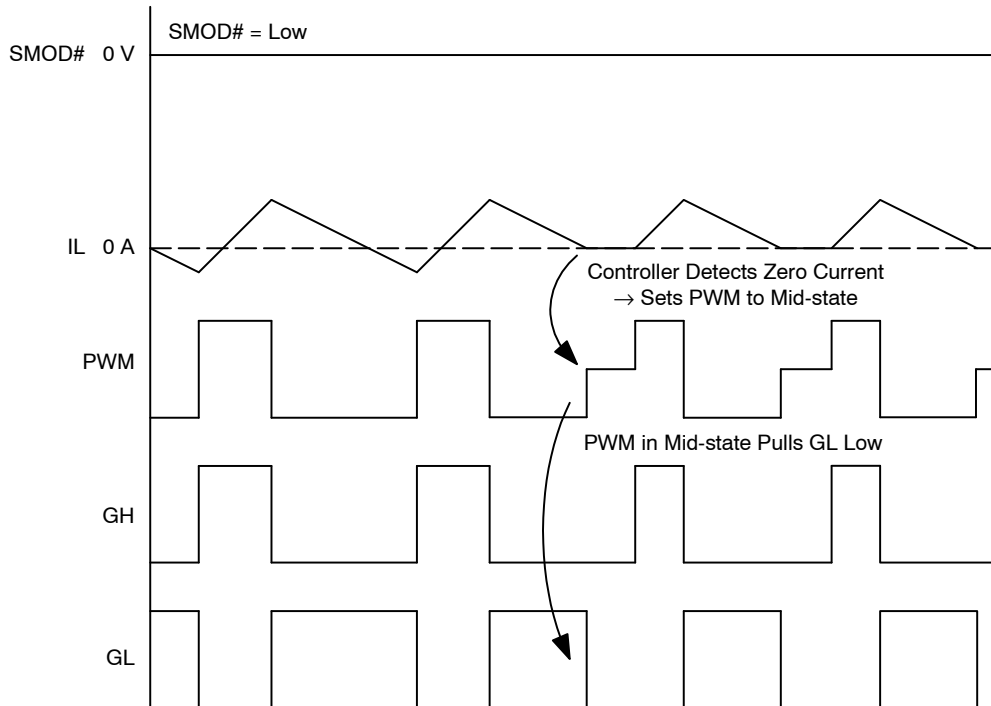 SMOD# = Low
SMOD# 0 V
IL 0 A
Controller Detects Zero Current
→ Sets PWM to Mid-state
PWM
PWM in Mid-state Pulls GL Low
GH
GL